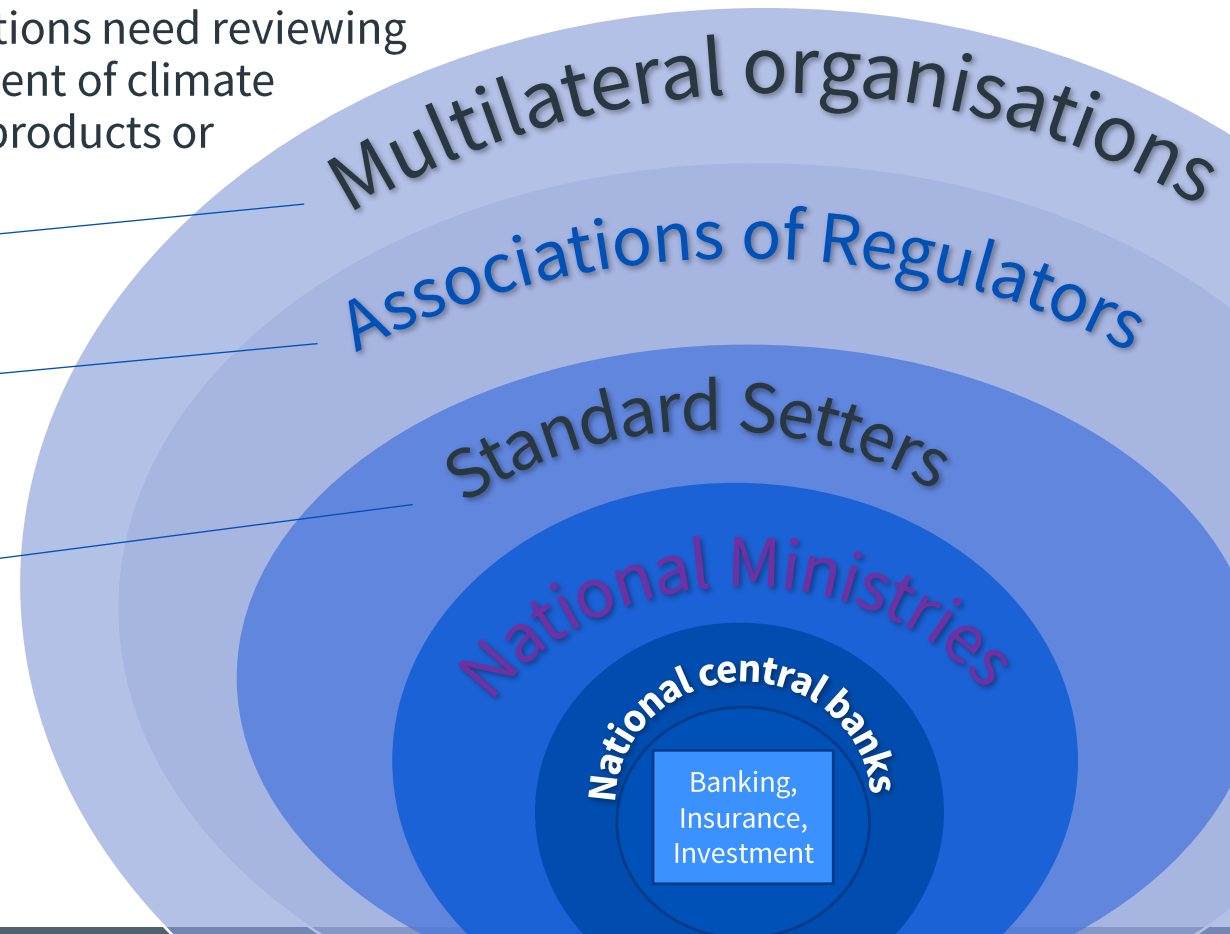 tions need reviewing
ent of climate
products or
Multilateral organisations
Associations of Regulators
Standard Setters
National Ministries
National central banks
Banking,
Insurance,
Investment